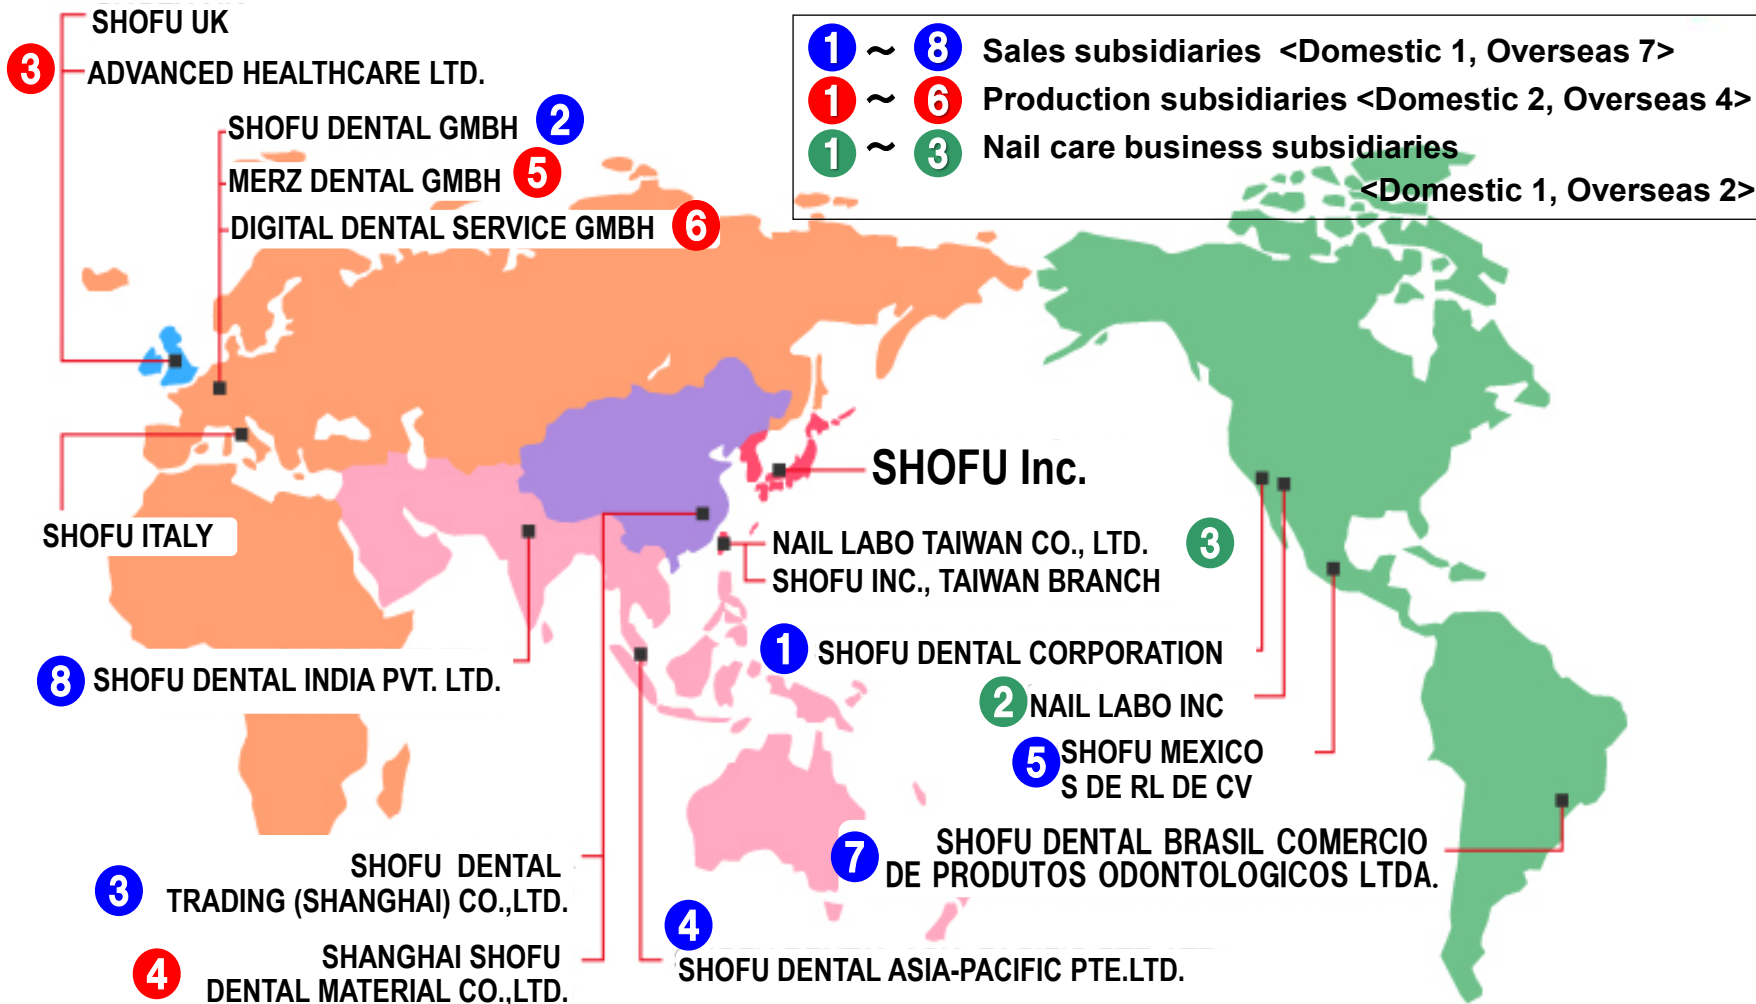 SHOFU UK
3
ADVANCED HEALTHCARE LTD.
1 ~ 8 Sales subsidiaries <Domestic 1, Overseas 7>
1 ~ 6 Production subsidiaries <Domestic 2, Overseas 4>
1 ~ 3 Nail care business subsidiaries
<Domestic 1, Overseas 2>
SHOFU DENTAL GMBH 2
MERZ DENTAL GMBH 5
DIGITAL DENTAL SERVICE GMBH 6
SHOFU Inc.
SHOFU ITALY
NAIL LABO TAIWAN CO., LTD. 3
SHOFU INC., TAIWAN BRANCH
1 SHOFU DENTAL CORPORATION
8 SHOFU DENTAL INDIA PVT. LTD.
2 NAIL LABO INC
5 SHOFU MEXICO
S DE RL DE CV
7 SHOFU DENTAL BRASIL COMERCIO
DE PRODUTOS ODONTOLOGICOS LTDA.
3 SHOFU DENTAL
TRADING (SHANGHAI) CO.,LTD.
4
SHOFU DENTAL ASIA-PACIFIC PTE.LTD.
4 SHANGHAI SHOFU
DENTAL MATERIAL CO.,LTD.